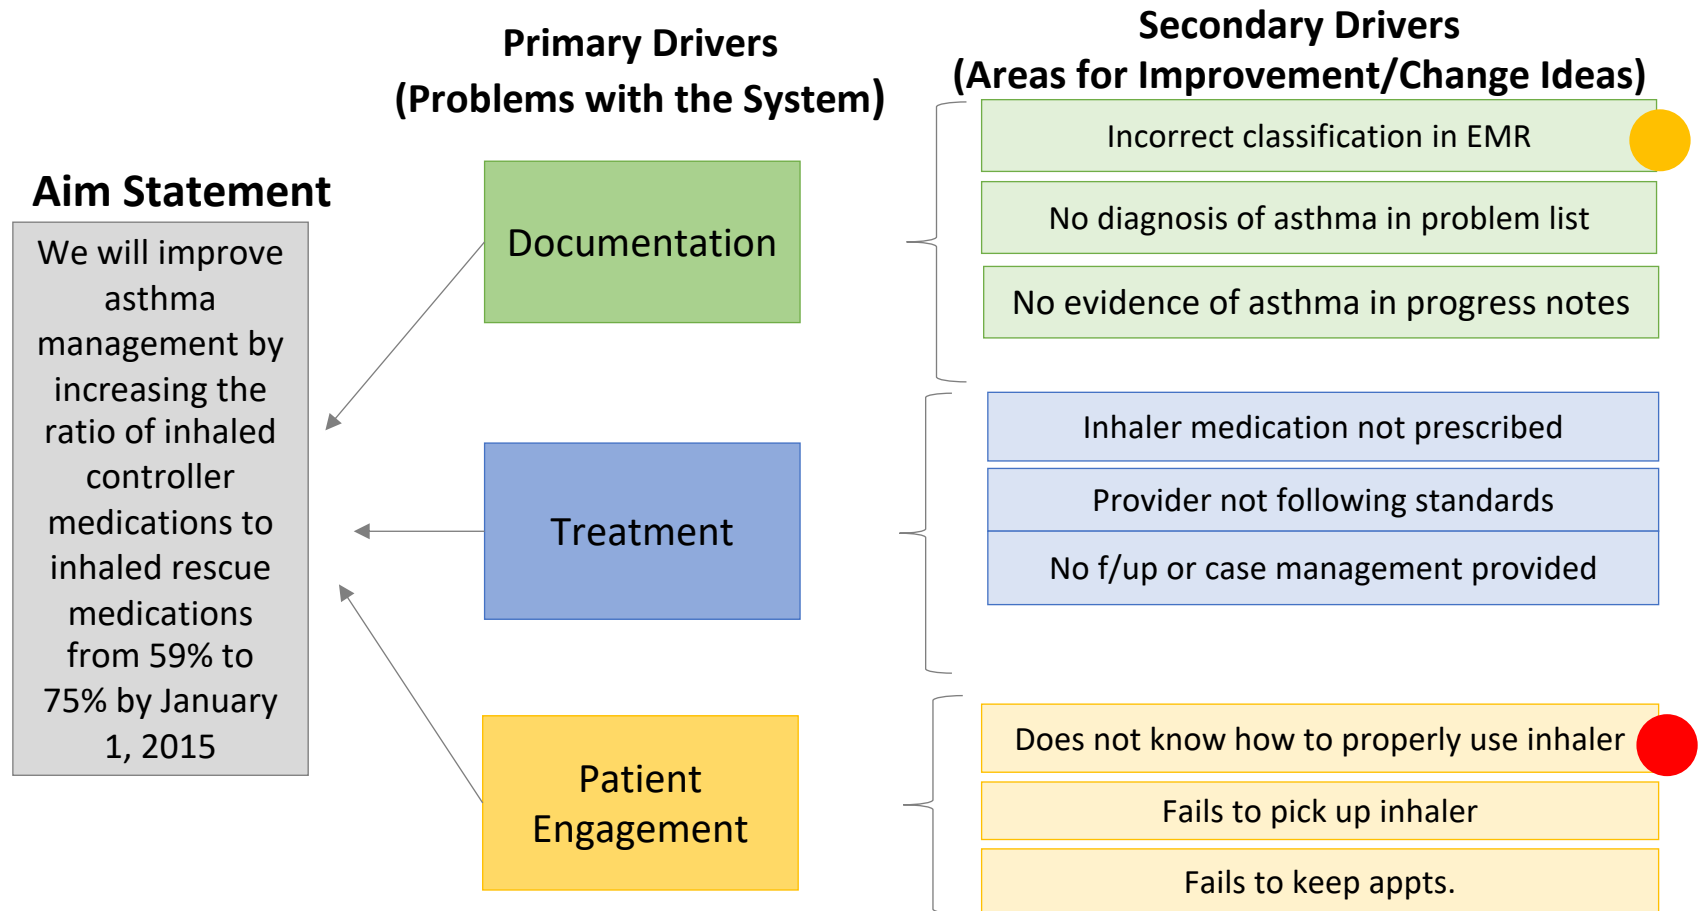 Primary Drivers
(Problems with the System)
Secondary Drivers
(Areas for Improvement/Change Ideas)
Aim Statement
We will improve
asthma
management by
increasing the
ratio of inhaled
controller
medications to
inhaled rescue
medications
from 59% to
75% by January
1, 2015
Documentation
Incorrect classification in EMR
No diagnosis of asthma in problem list
No evidence of asthma in progress notes
Treatment
Inhaler medication not prescribed
Provider not following standards
No f/up or case management provided
Patient
Engagement
Does not know how to properly use inhaler
Fails to pick up inhaler
Fails to keep appts.